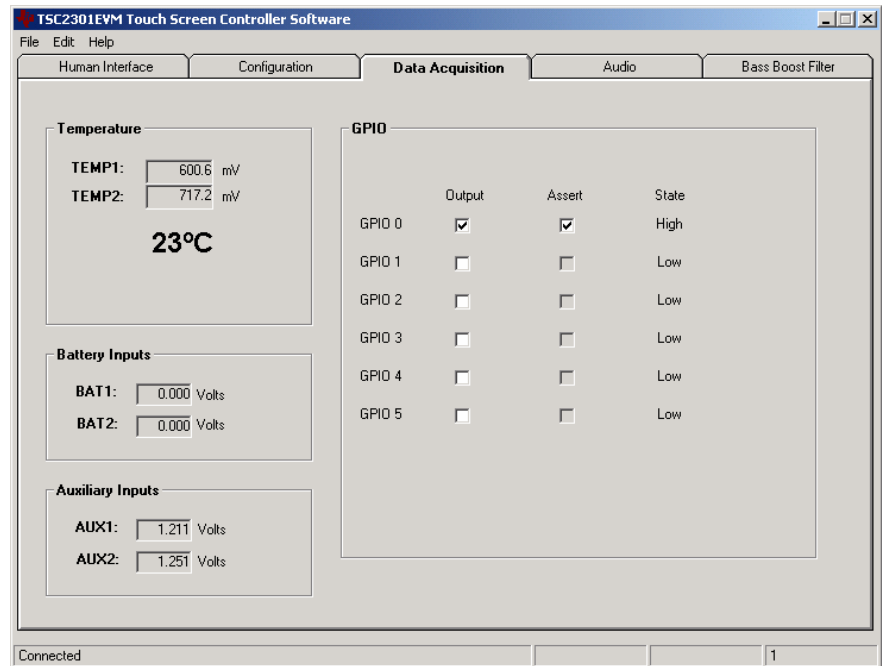 TSC2301EVM Touch Screen Controller Software
File Edit Help
Human Interface Configuration Data Acquisition Audio Bass Boost Filter
Temperature
TEMP1: 600.6 mV
TEMP2: 717.2 mV
23ºC
Battery Inputs
BAT1: 0.000 Volts
BAT2: 0.000 Volts
Auxiliary Inputs
AUX1: 1.211 Volts
AUX2: 1.251 Volts
GPIO
Output Assert State
GPIO 0 High
GPIO 1 Low
GPIO 2 Low
GPIO 3 Low
GPIO 4 Low
GPIO 5 Low
Connected 1